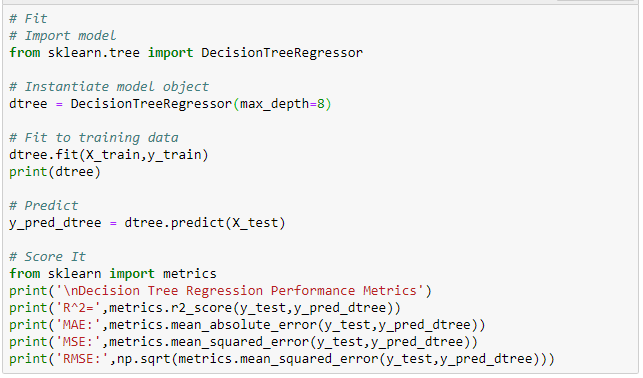 # Fit
# Import model
from sklearn.tree import DecisionTreeRegressor
# Instantiate model object
dtree = DecisionTreeRegressor(max_depth=8)
# Fit to training data
dtree.fit(X_train,y_train)
print(dtree)
# Predict
y_pred_dtree = dtree.predict(X_test)
# Score It
from sklearn import metrics
print('\nDecision Tree Regression Performance Metrics')
print('R^2=',metrics.r2_score(y_test,y_pred_dtree))
print('MAE:',metrics.mean_absolute_error(y_test,y_pred_dtree))
print('MSE:',metrics.mean_squared_error(y_test,y_pred_dtree))
print('RMSE:',np.sqrt(metrics.mean_squared_error(y_test,y_pred_dtree)))